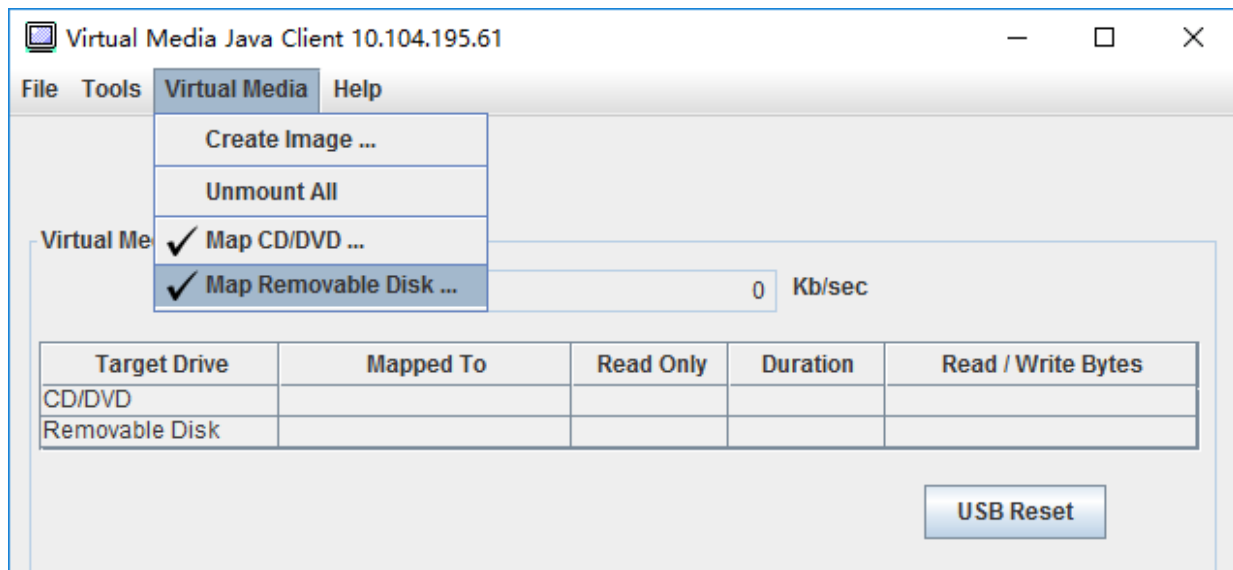 Virtual Media Java Client 10.104.195.61
File Tools Virtual Media Help
Create Image ...
Unmount All
Virtual Me
Map CD/DVD ...
Map Removable Disk ...
0 Kb/sec
Target Drive Mapped To Read Only Duration Read / Write Bytes
CD/DVD
Removable Disk
USB Reset